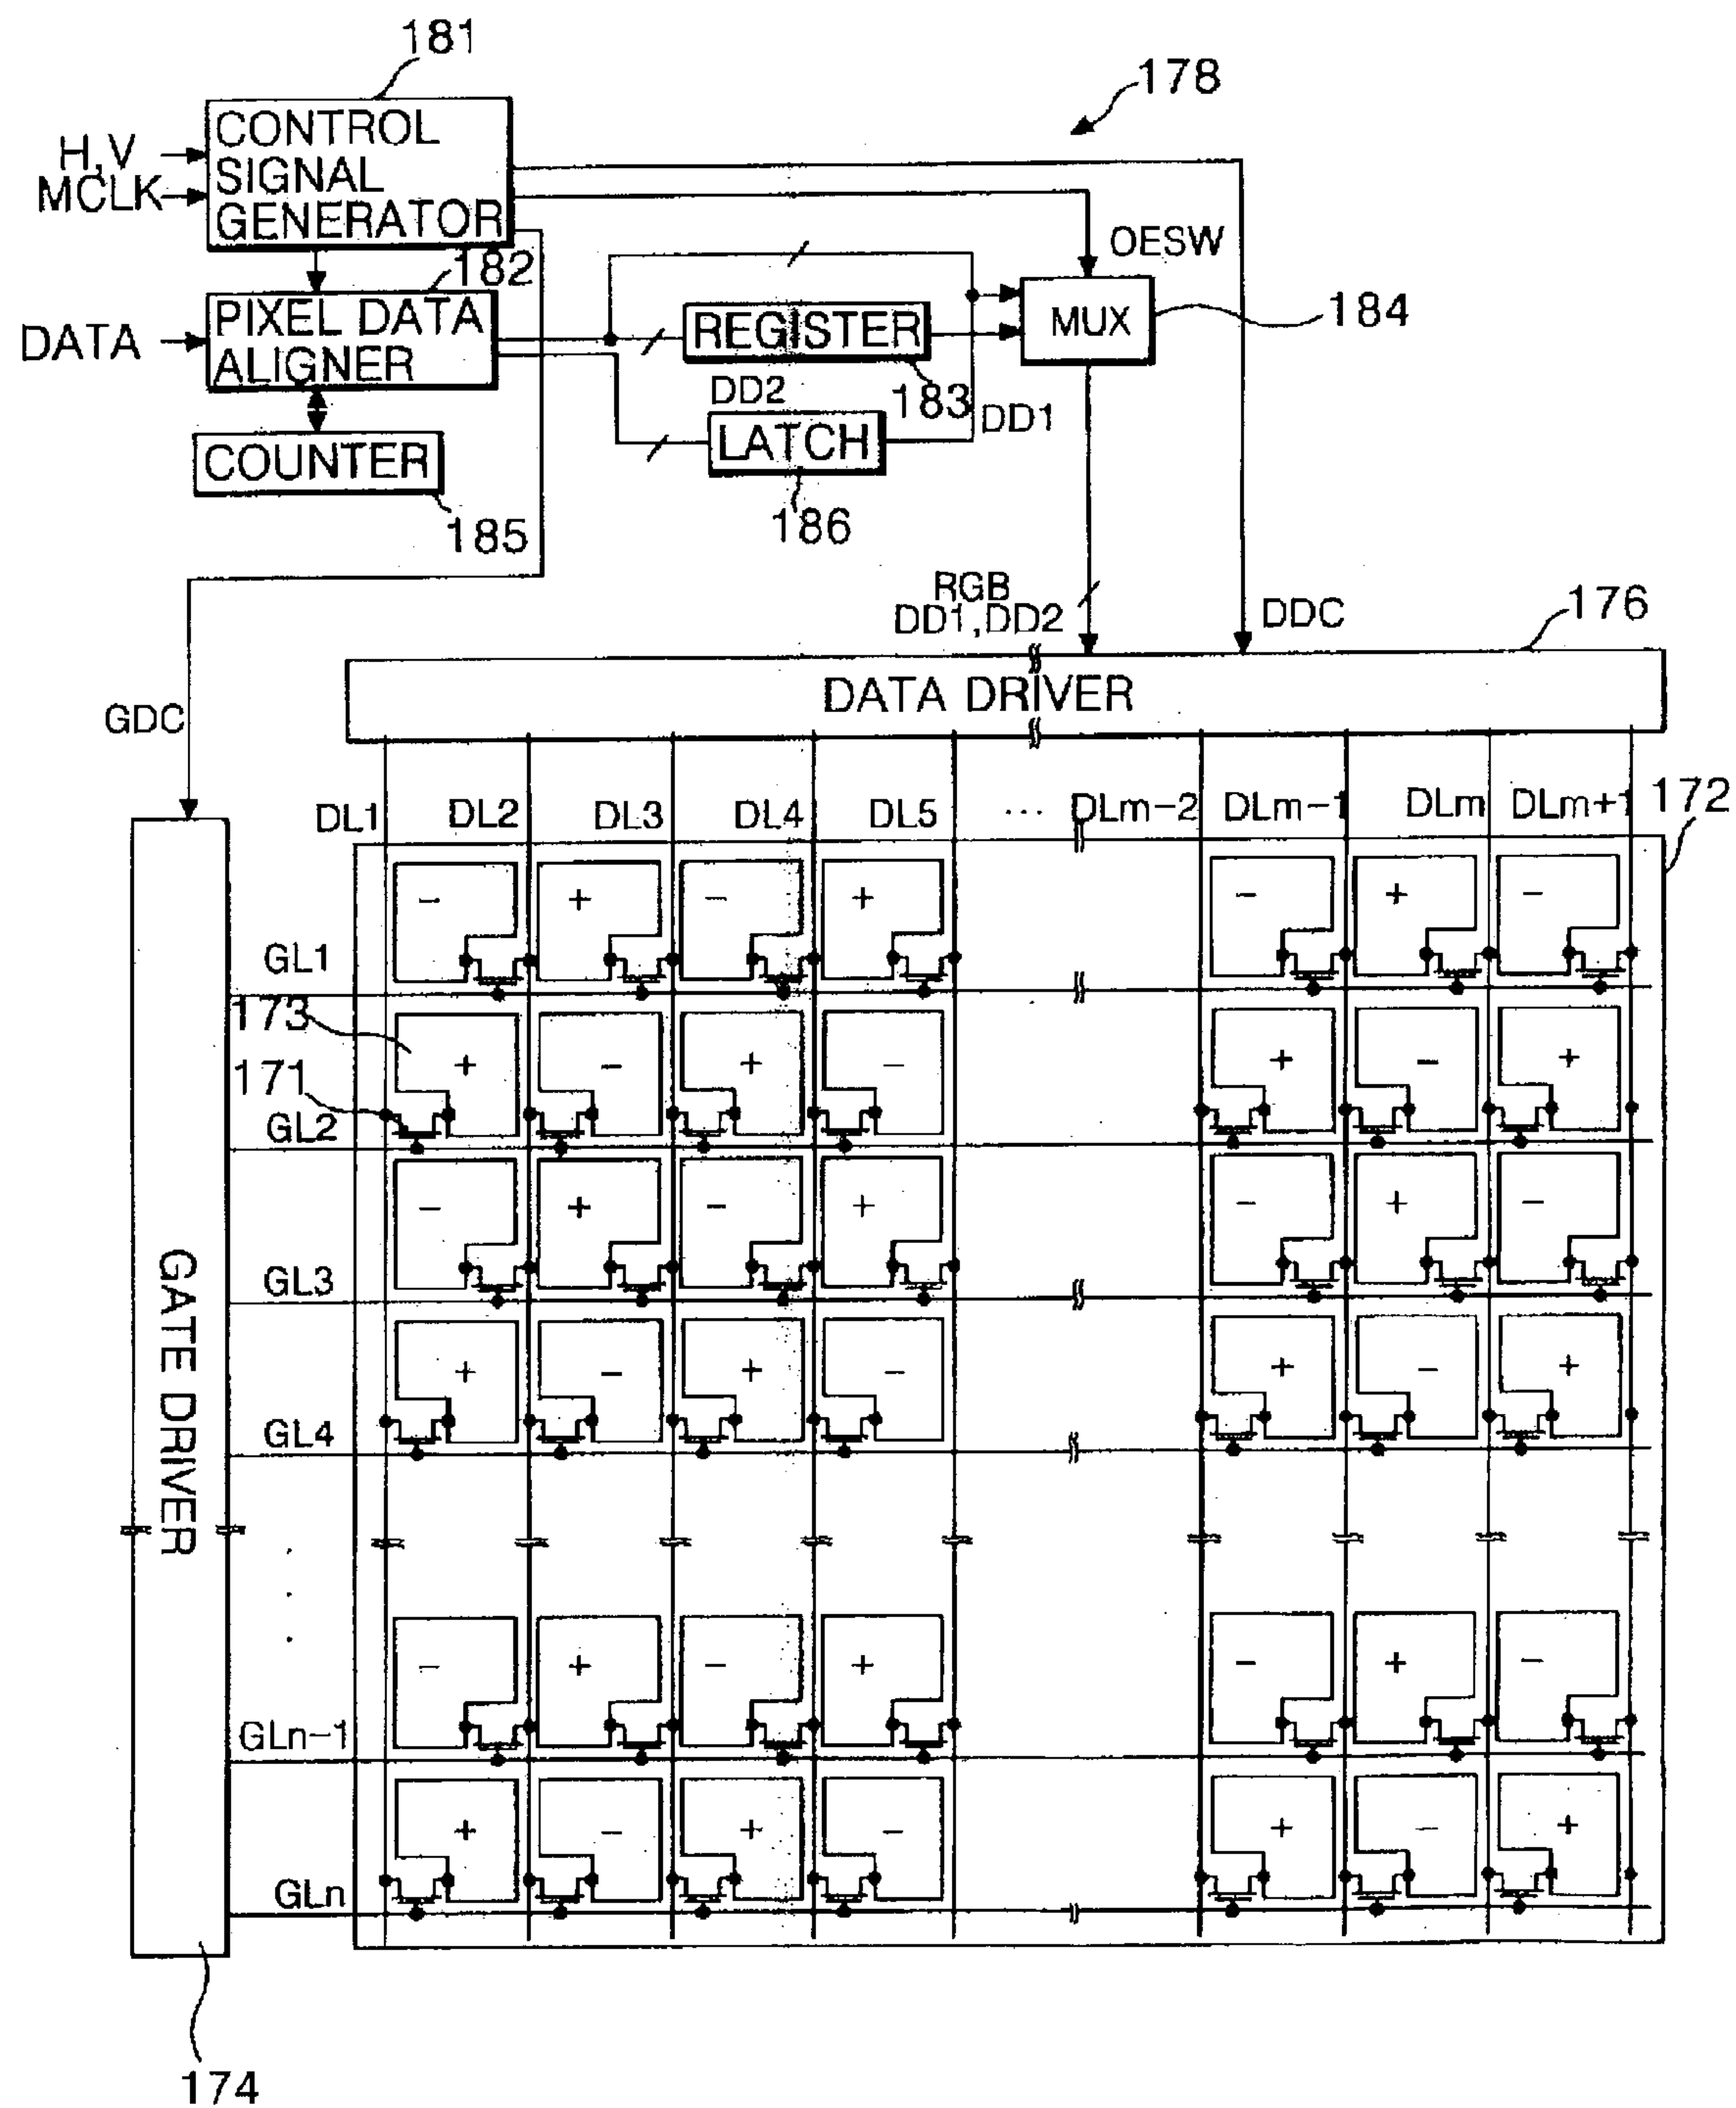 181
178
H,V
MCLK
CONTROL
SIGNAL
GENERATOR
OESW
182
DATA
PIXEL DATA
ALIGNER
REGISTER
MUX
184
DD2
183
DD1
COUNTER
LATCH
185
186
RGB
DD1,DD2
DDC
176
DATA DRIVER
GDC
DL1 DL2 DL3 DL4 DL5 ... DLm-2 DLm-1 DLm DLm+1
172
- + - + - + -
GL1
173
+ - + - + - +
171
GL2
- + - + - + -
GL3
+ - + - + - +
GL4
GATE DRIVER
- + - + - + -
GLn-1
+ - + - + - +
GLn
174